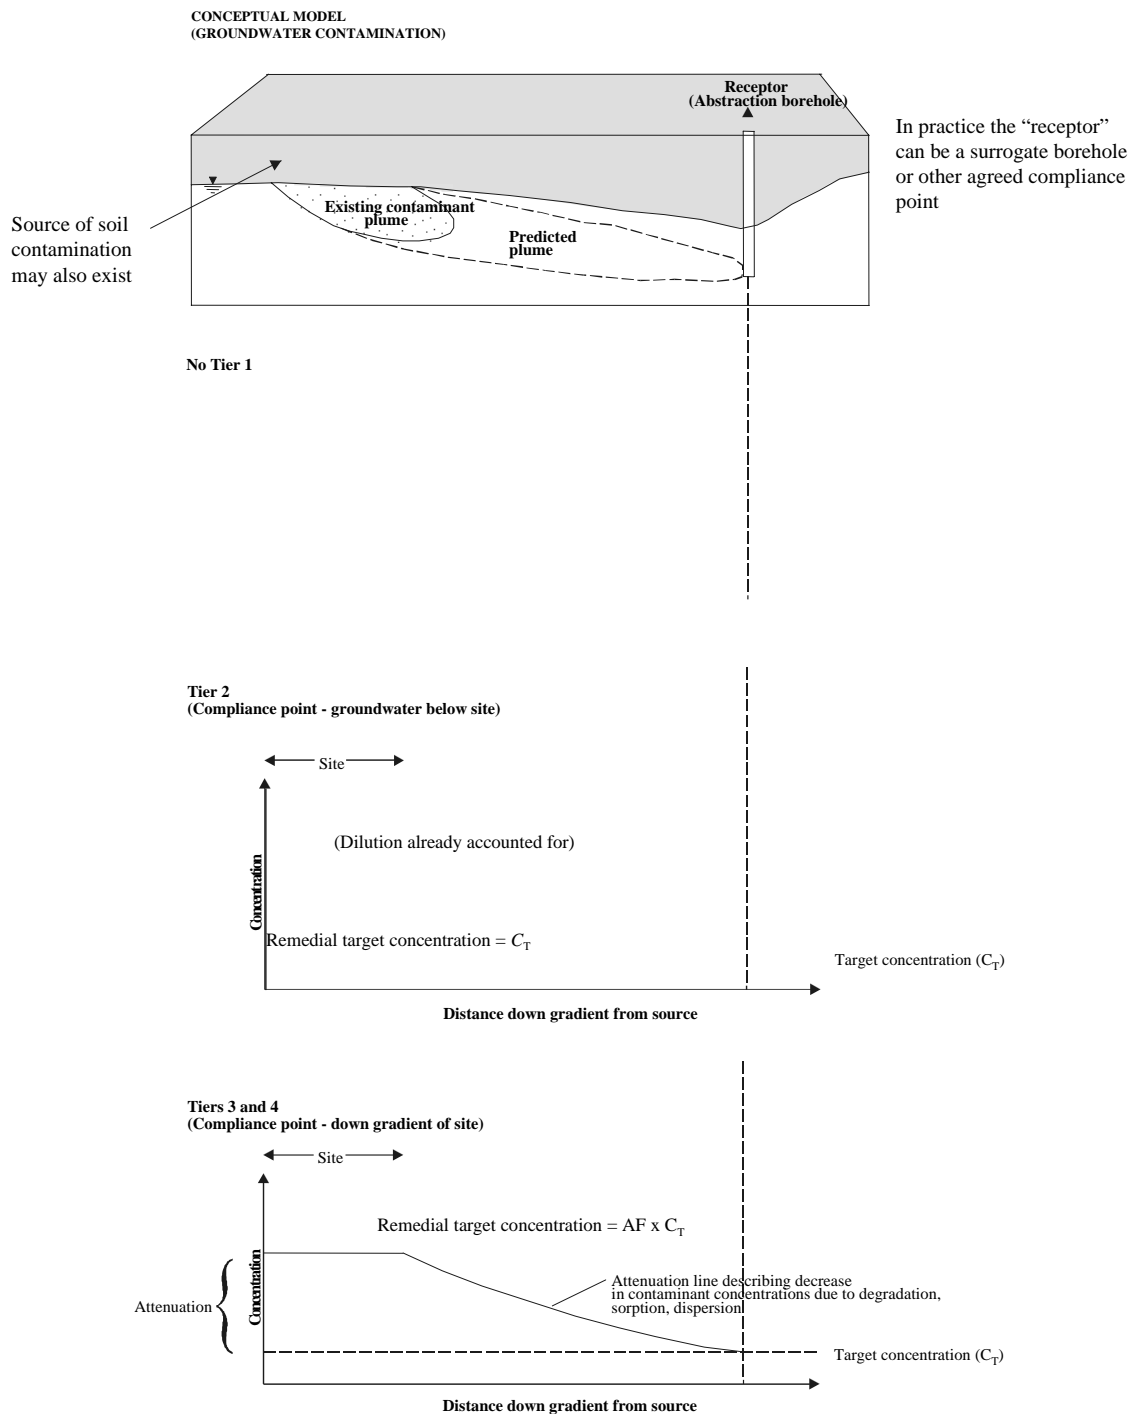 CONCEPTUAL MODEL
(GROUNDWATER CONTAMINATION)
Receptor
(Abstraction borehole)
In practice the “receptor”
can be a surrogate borehole
or other agreed compliance
point
Source of soil
contamination
may also exist
Existing contaminant
plume
Predicted
plume
No Tier 1
Tier 2
(Compliance point - groundwater below site)
Site
(Dilution already accounted for)
Concentration
Remedial target concentration = C_T
Target concentration (C_T)
Distance down gradient from source
Tiers 3 and 4
(Compliance point - down gradient of site)
Site
Remedial target concentration = AF x C_T
Concentration
Attenuation
Attenuation line describing decrease
in contaminant concentrations due to degradation,
sorption, dispersion
Target concentration (C_T)
Distance down gradient from source